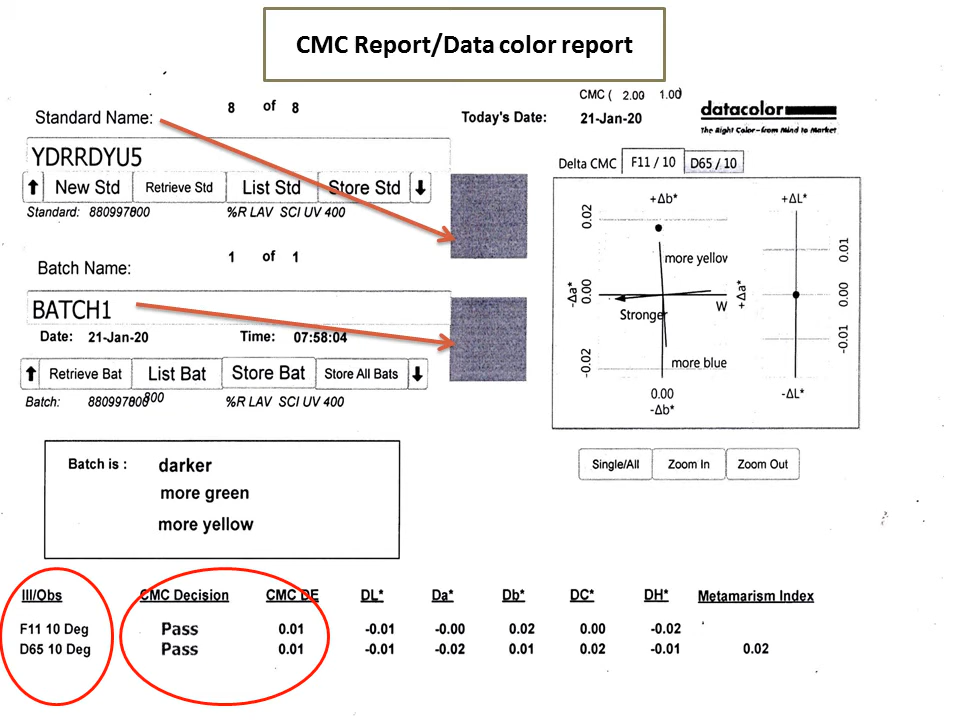 CMC Report/Data color report
8 of 8
CMC ( 2.00 1.00)
Standard Name:
Today's Date: 21-Jan-20
datacolor
The Right Color-from Mind to Market
YDRRDYU5
Delta CMC F11 / 10 D65 / 10
New Std Retrieve Std List Std Store Std
Standard: 880997800 %R LAV SCI UV 400
+Δb* +ΔL*
0.02
more yellow
0.01
-Δa* 0.00 +Δa* 0.00
W
Stronger
-0.01
-0.02
more blue
0.00
-Δb* -ΔL*
1 of 1
Batch Name:
BATCH1
Date: 21-Jan-20 Time: 07:58:04
Retrieve Bat List Bat Store Bat Store All Bats
Batch: 880997800 800 %R LAV SCI UV 400
Single/All Zoom In Zoom Out
Batch is : darker
more green
more yellow
Ill/Obs CMC Decision CMC DE DL* Da* Db* DC* DH* Metamarism Index
F11 10 Deg Pass 0.01 -0.01 -0.00 0.02 0.00 -0.02
D65 10 Deg Pass 0.01 -0.01 -0.02 0.01 0.02 -0.01 0.02